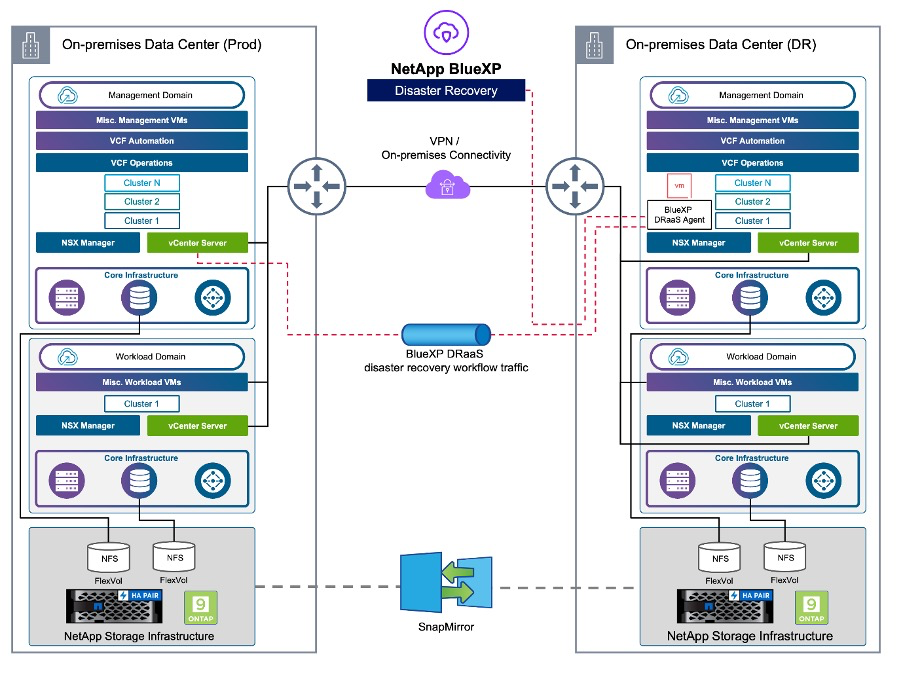 On-premises Data Center (Prod)
Management Domain
Misc. Management VMs
VCF Automation
VCF Operations
Cluster N
Cluster 2
Cluster 1
NSX Manager
vCenter Server
Core Infrastructure
Workload Domain
Misc. Workload VMs
Cluster 1
NSX Manager
vCenter Server
Core Infrastructure
NFS
NFS
FlexVol
FlexVol
HA PAIR
9
ONTAP
NetApp Storage Infrastructure
NetApp BlueXP
Disaster Recovery
VPN /
On-premises Connectivity
BlueXP DRaaS
disaster recovery workflow traffic
SnapMirror
On-premises Data Center (DR)
Management Domain
Misc. Management VMs
VCF Automation
VCF Operations
vm
BlueXP
DRaaS Agent
Cluster N
Cluster 2
Cluster 1
NSX Manager
vCenter Server
Core Infrastructure
Workload Domain
Misc. Workload VMs
Cluster 1
NSX Manager
vCenter Server
Core Infrastructure
NFS
NFS
FlexVol
FlexVol
HA PAIR
9
ONTAP
NetApp Storage Infrastructure